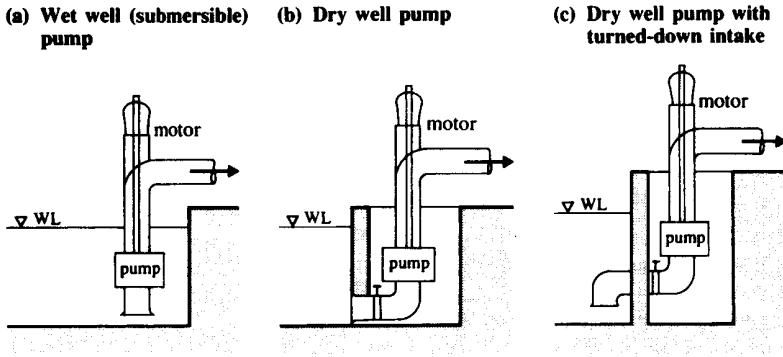 (a) Wet well (submersible)
pump
motor
WL
pump
(b) Dry well pump
motor
WL
pump
(c) Dry well pump with
turned-down intake
motor
WL
pump